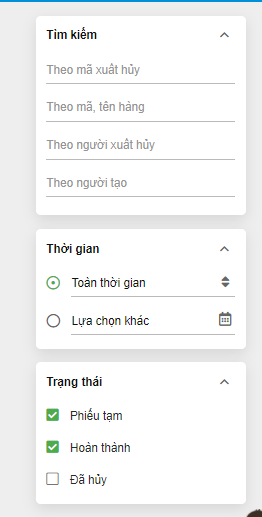 Tìm kiếm
Theo mã xuất hủy
Theo mã, tên hàng
Theo người xuất hủy
Theo người tạo
Thời gian
Toàn thời gian
Lựa chọn khác
Trạng thái
Phiếu tạm
Hoàn thành
Đã hủy